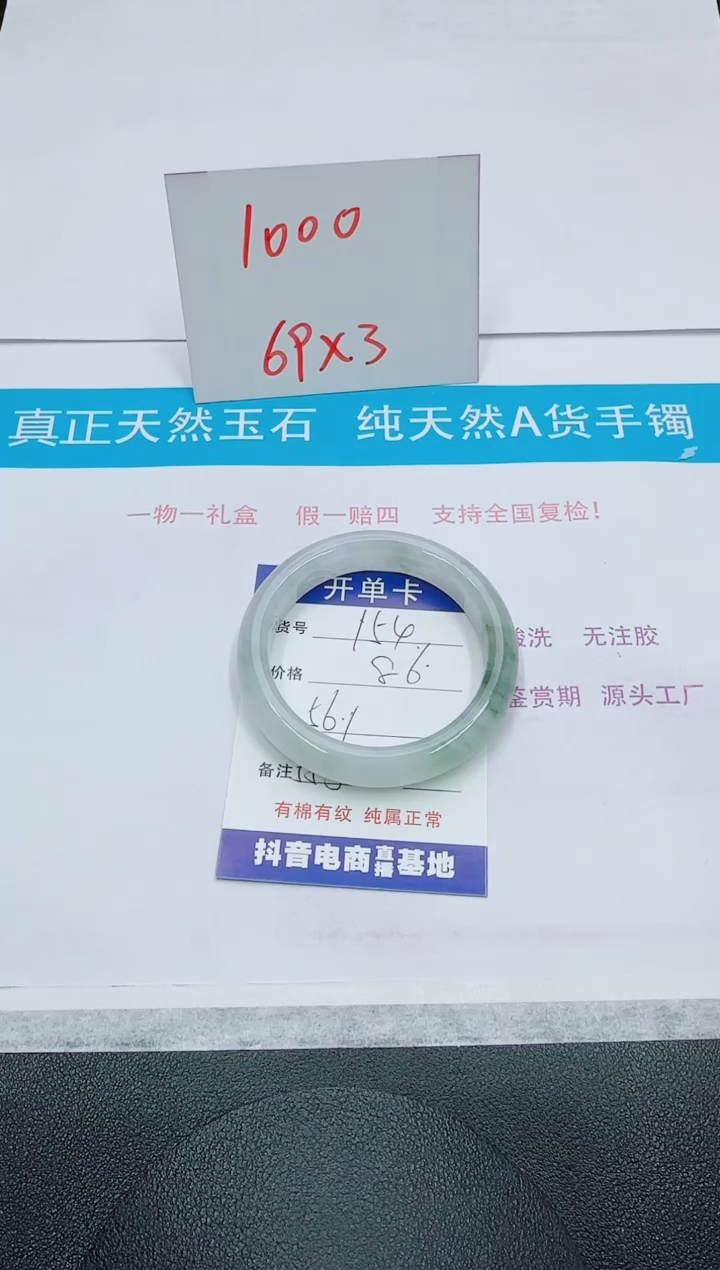 1000
6P×3
真正天然玉石 纯天然A货手镯
一物一礼盒 假一赔四 支持全国复检！
开单卡
货号 154
酸洗 无注胶
价格 86.
鉴赏期 源头工厂
56
备注
有棉有纹 纯属正常
抖音电商直播基地